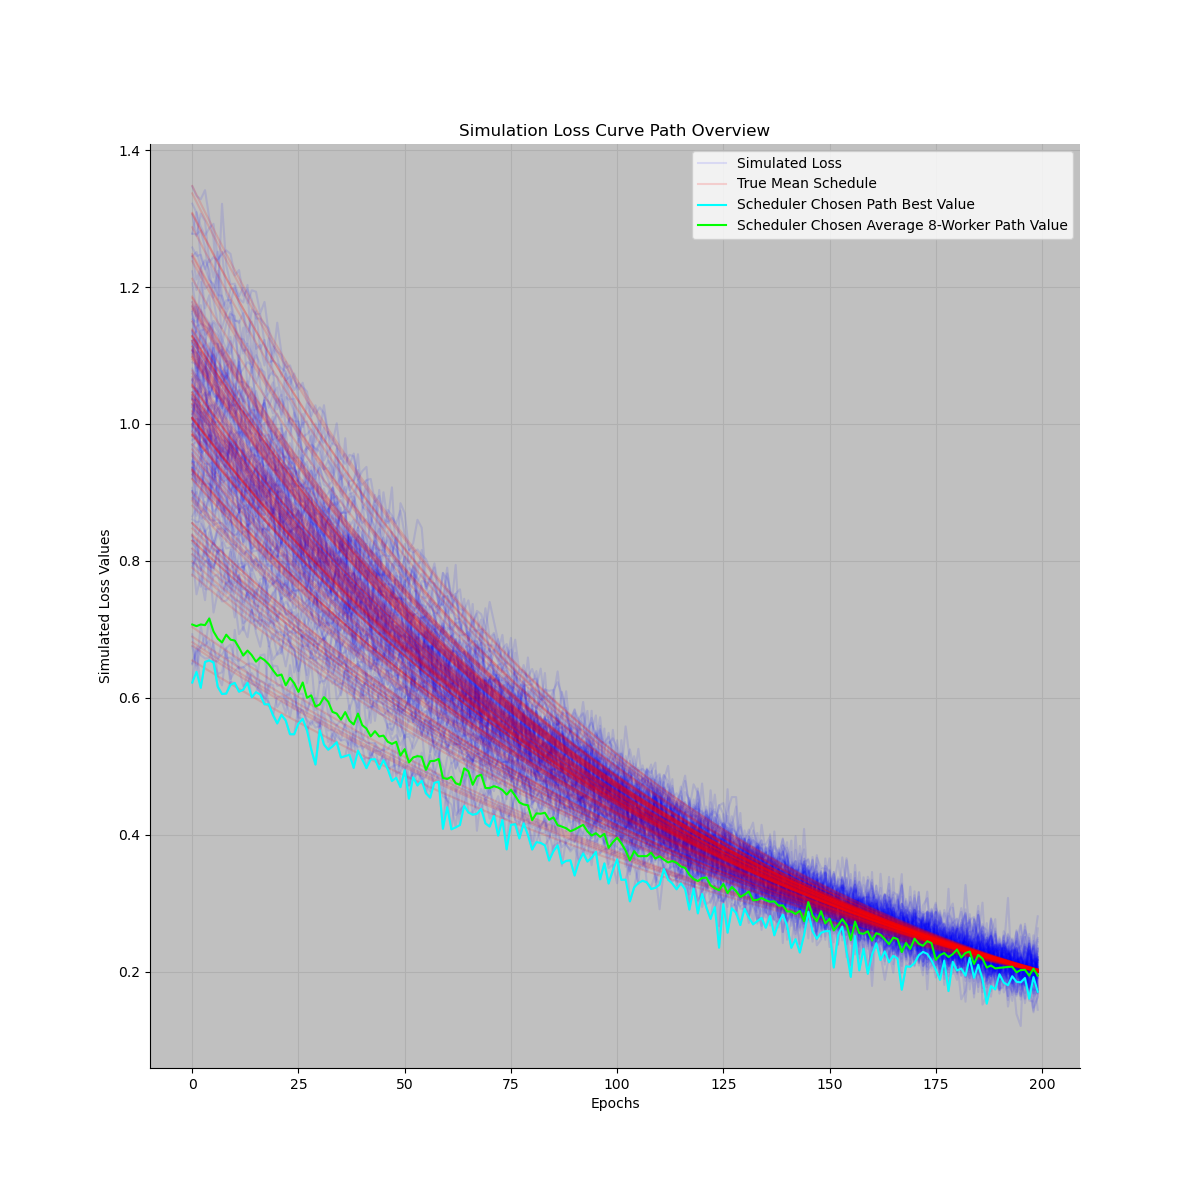 Simulation Loss Curve Path Overview
1.4
1.2
1.0
0.8
0.6
0.4
0.2
Simulated Loss Values
Simulated Loss
True Mean Schedule
Scheduler Chosen Path Best Value
Scheduler Chosen Average 8-Worker Path Value
0 25 50 75 100 125 150 175 200
Epochs